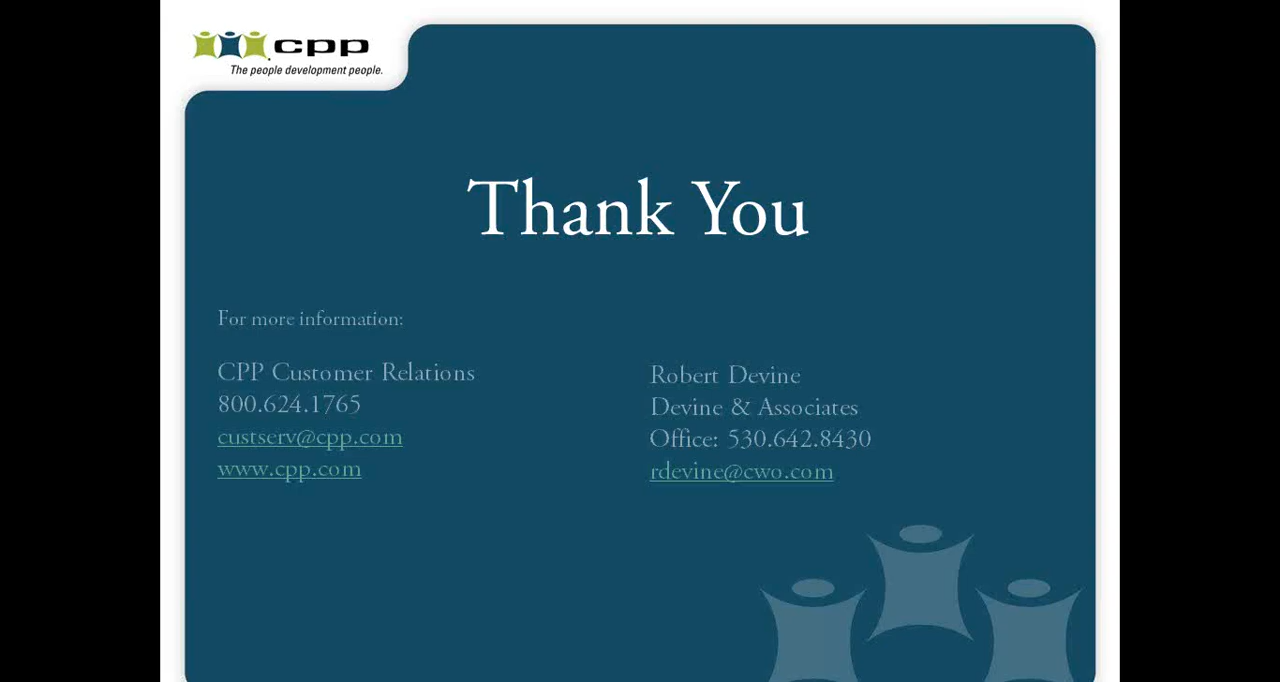 cpp
The people development people.
Thank You
For more information:
CPP Customer Relations
800.624.1765
custserv@cpp.com
www.cpp.com
Robert Devine
Devine & Associates
Office: 530.642.8430
rdevine@cwo.com